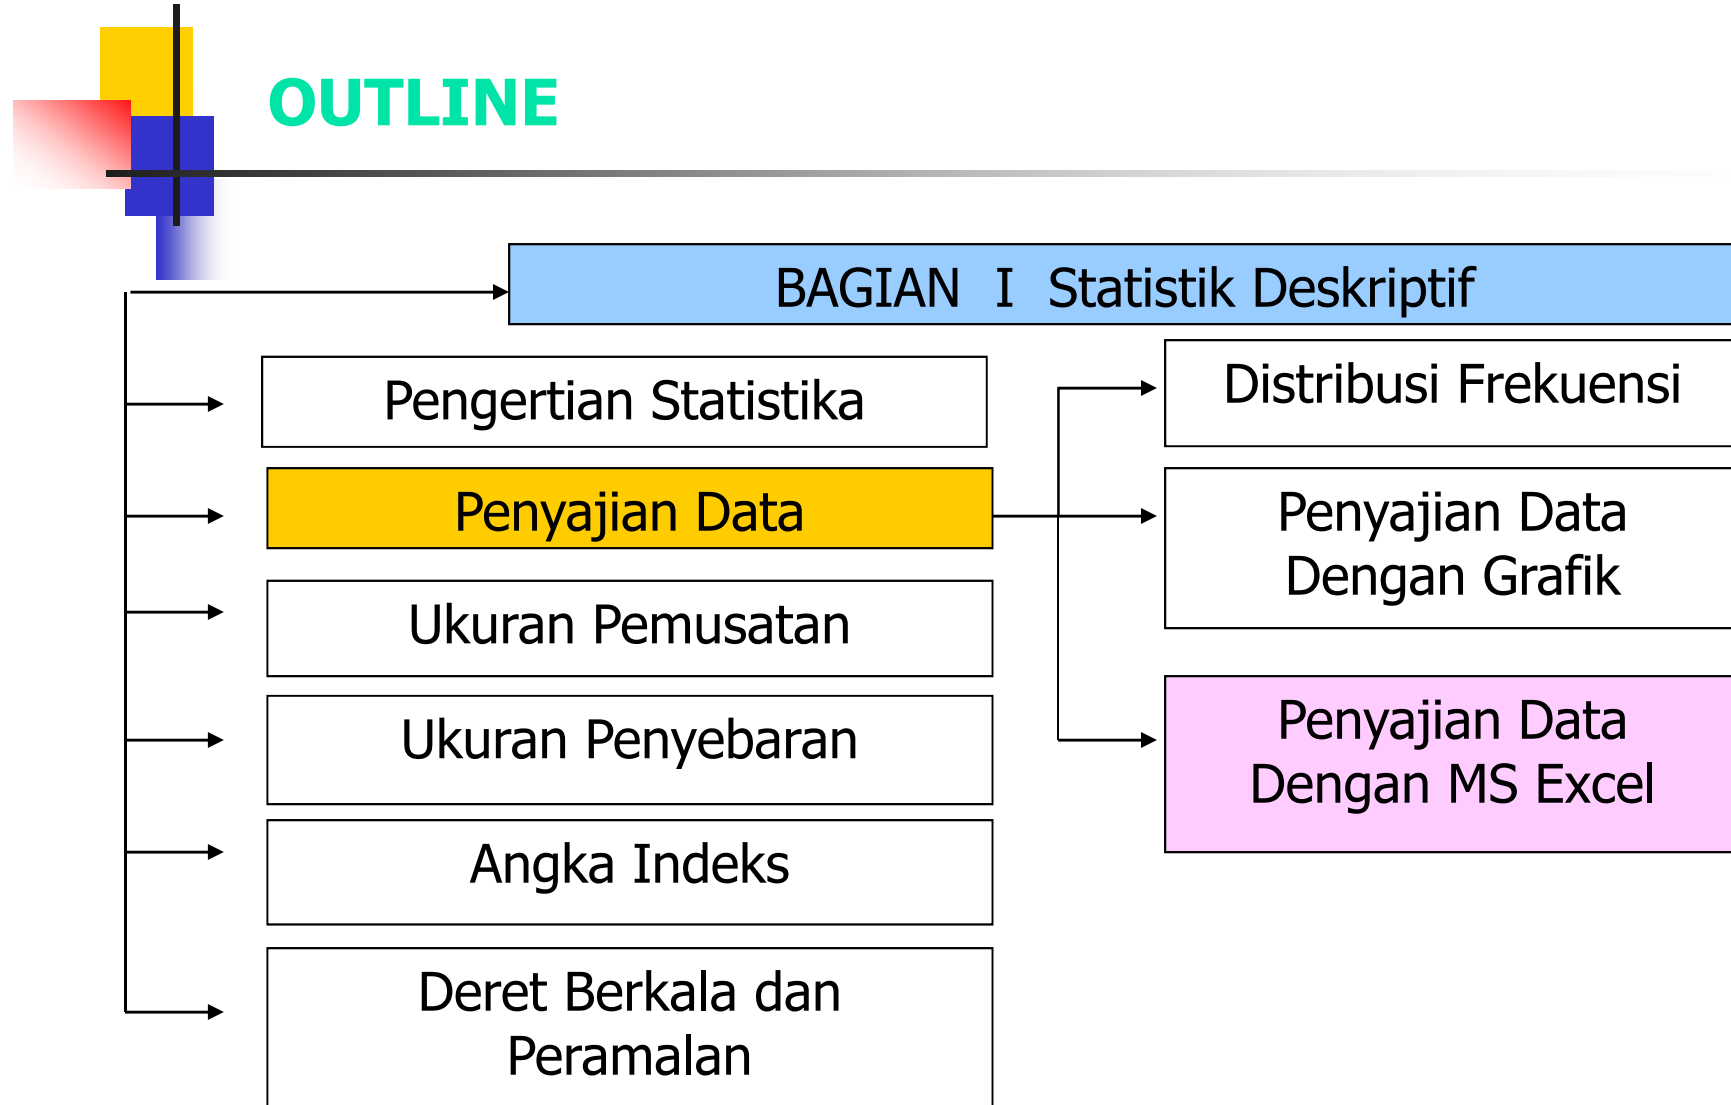 OUTLINE
BAGIAN I Statistik Deskriptif
Pengertian Statistika
Penyajian Data
Ukuran Pemusatan
Ukuran Penyebaran
Angka Indeks
Deret Berkala dan
Peramalan
Distribusi Frekuensi
Penyajian Data
Dengan Grafik
Penyajian Data
Dengan MS Excel